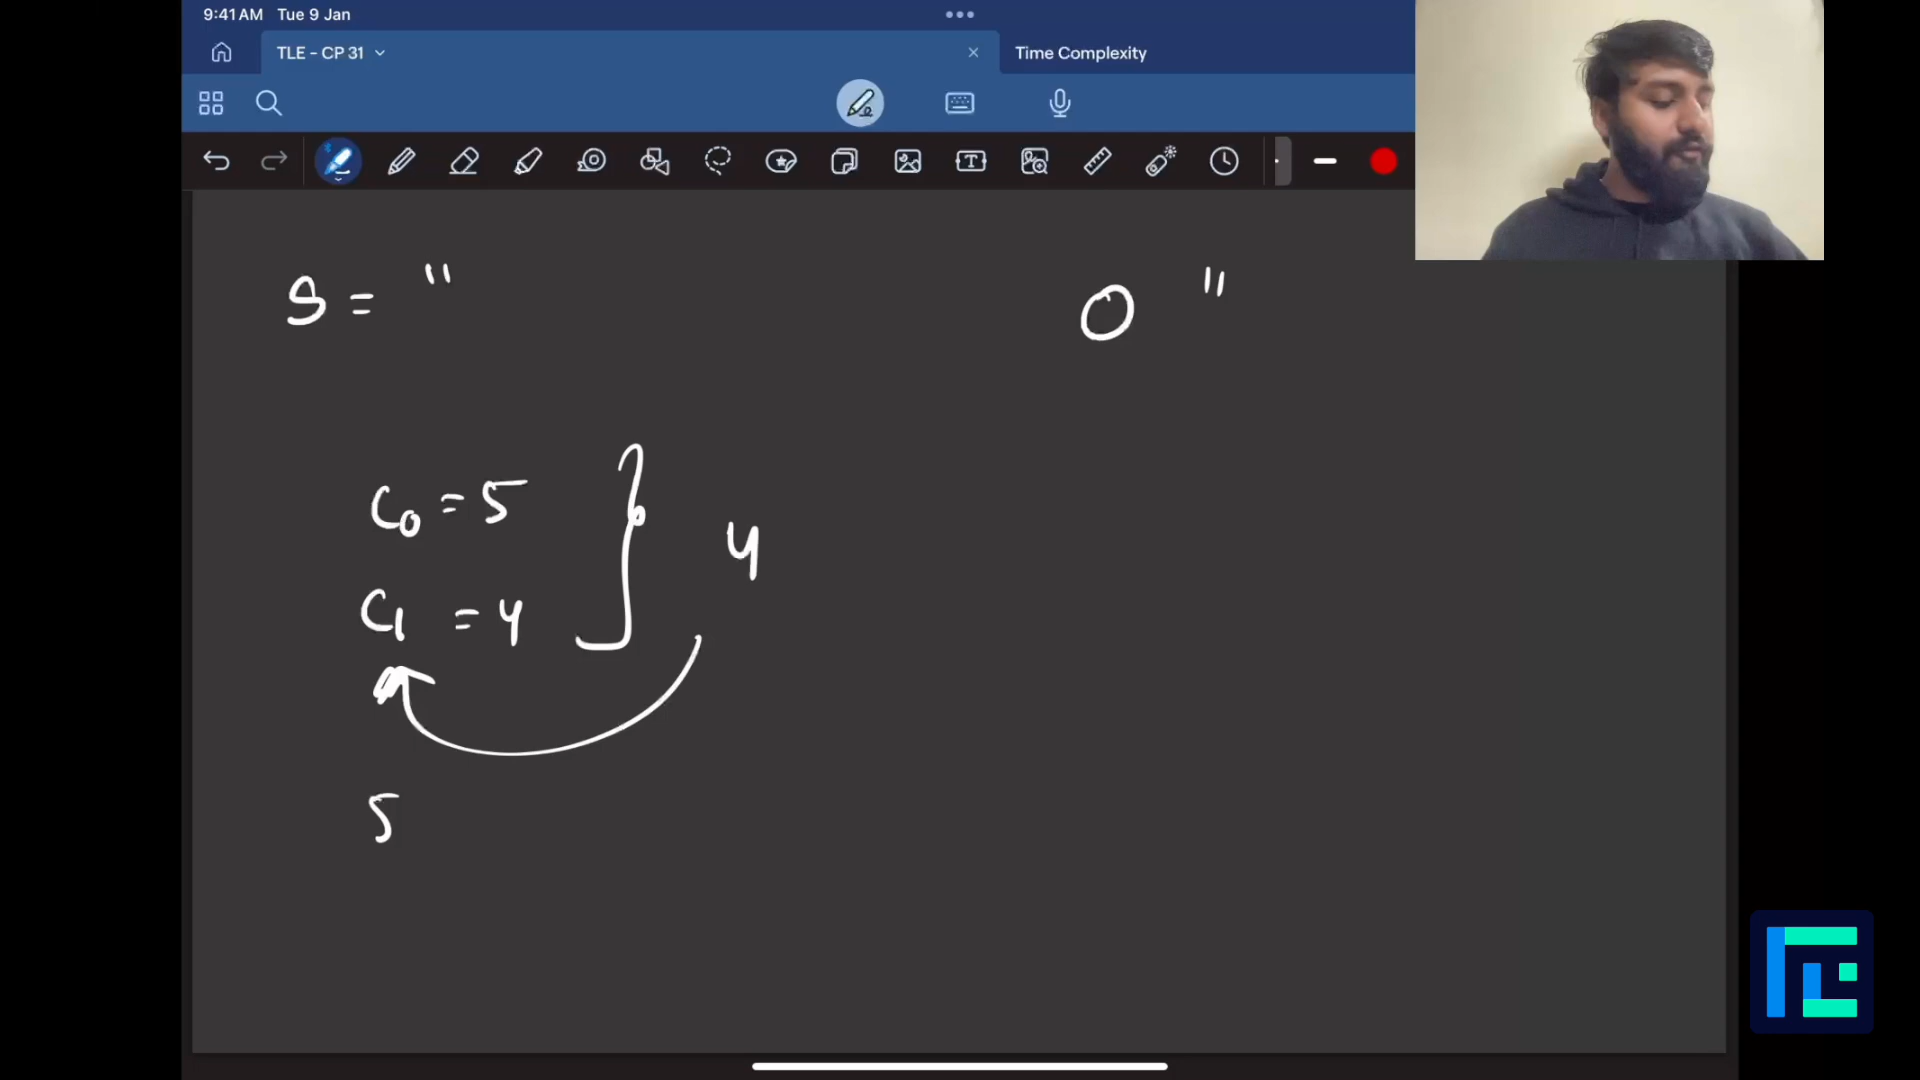 9:41 AM Tue 9 Jan
TLE - CP 31
Time Complexity
S = " 0 "
C0 = 5
4
C1 = 4
5